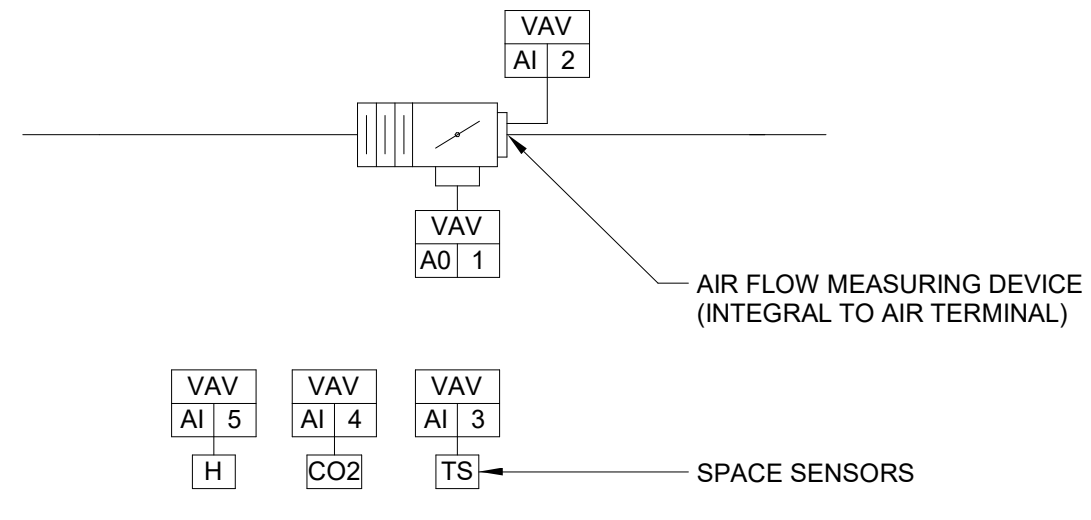 VAV
AI 2
VAV
A0 1
AIR FLOW MEASURING DEVICE
(INTEGRAL TO AIR TERMINAL)
VAV VAV VAV
AI 5 AI 4 AI 3
H CO2 TS SPACE SENSORS